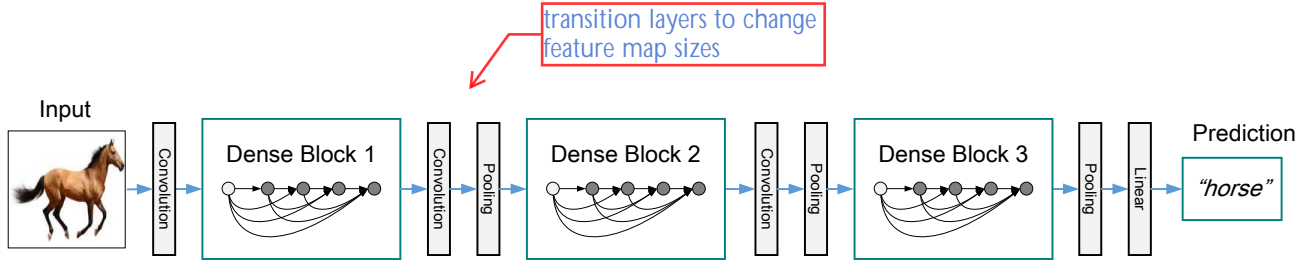 transition layers to change
feature map sizes
Input
Convolution
Dense Block 1
Convolution
Pooling
Dense Block 2
Convolution
Pooling
Dense Block 3
Pooling
Linear
Prediction
“horse”